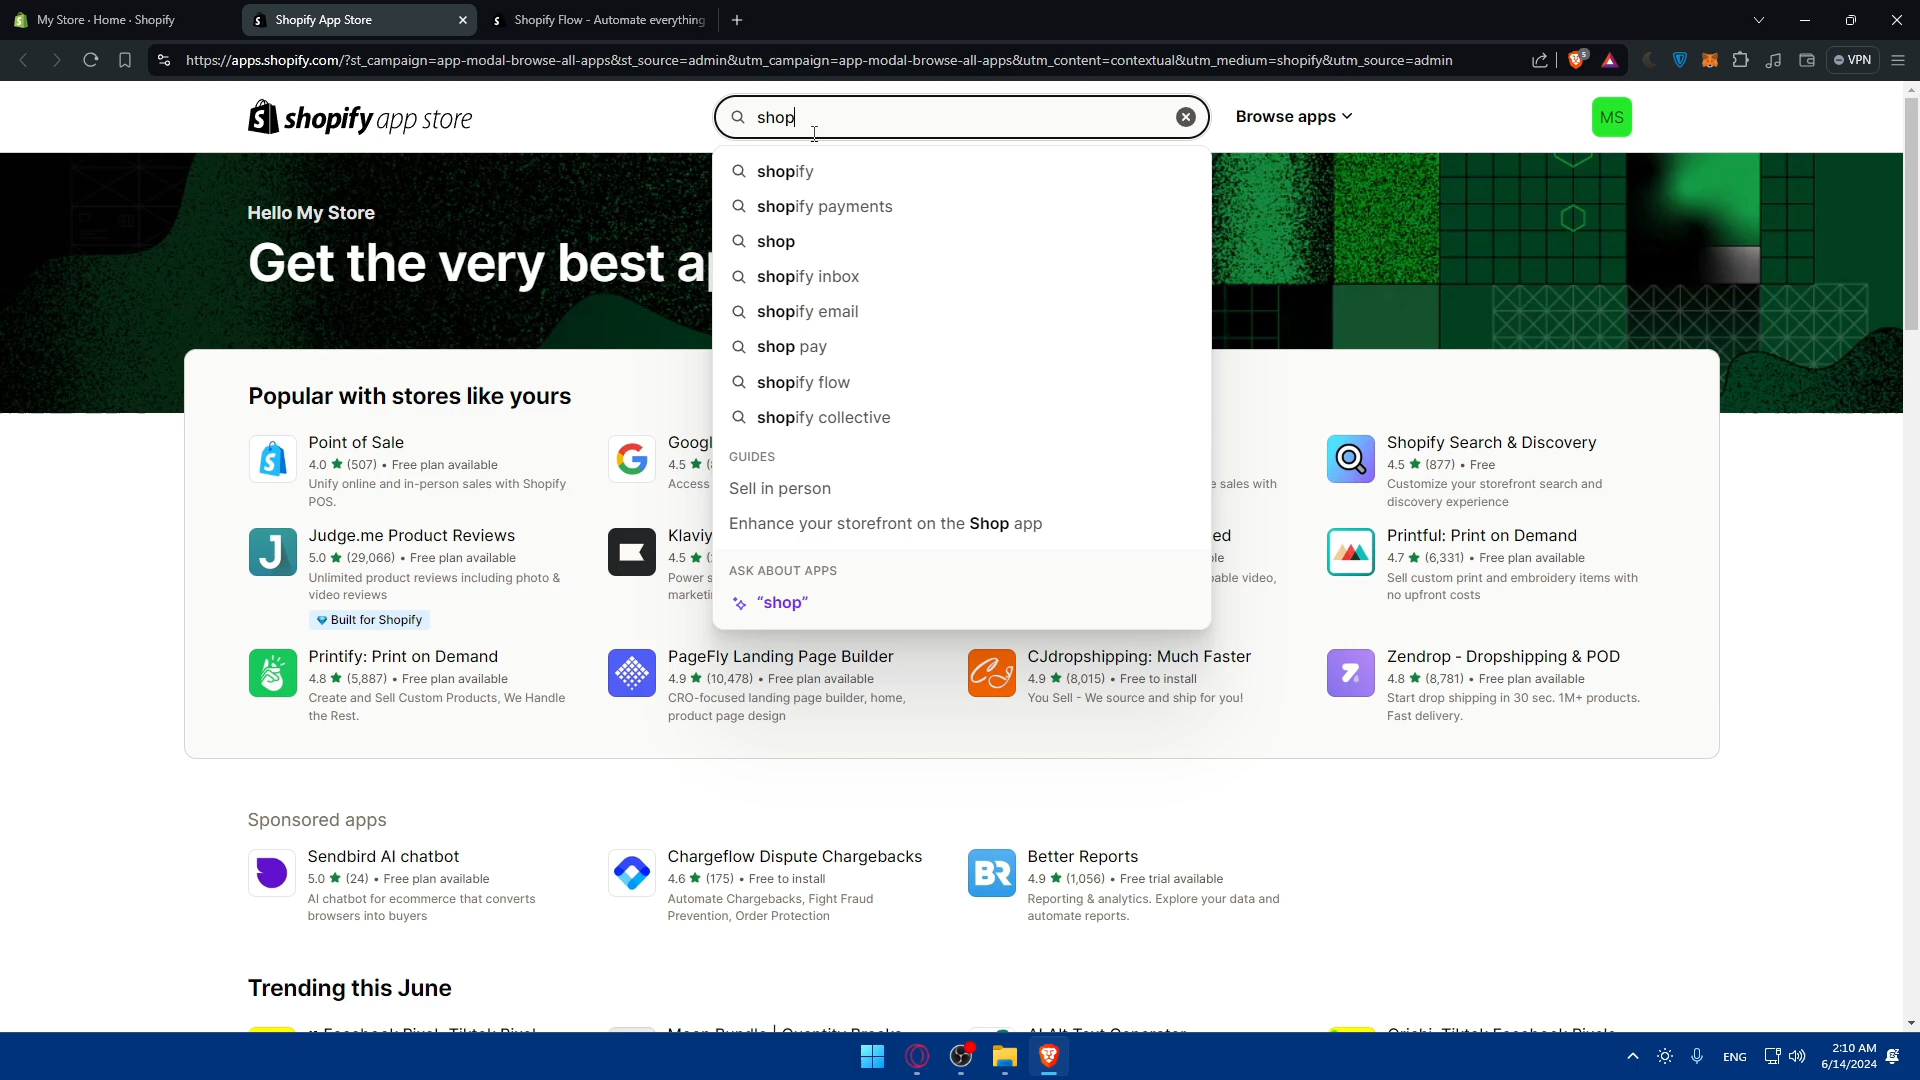 My Store · Home · Shopify
Shopify App Store
Shopify Flow - Automate everything
https://apps.shopify.com/?st_campaign=app-modal-browse-all-apps&st_source=admin&utm_campaign=app-modal-browse-all-apps&utm_content=contextual&utm_medium=shopify&utm_source=admin
5
VPN
shopify app store
shop
Browse apps
MS
Hello My Store
Get the very best a
shopify
shopify payments
shop
shopify inbox
shopify email
shop pay
shopify flow
shopify collective
GUIDES
Sell in person
Enhance your storefront on the Shop app
ASK ABOUT APPS
"shop"
Popular with stores like yours
Point of Sale
4.0 ★ (507) • Free plan available
Unify online and in-person sales with Shopify
POS.
Googl
4.5 ★
Access
e sales with
Shopify Search & Discovery
4.5 ★ (877) • Free
Customize your storefront search and
discovery experience
Judge.me Product Reviews
5.0 ★ (29,066) • Free plan available
Unlimited product reviews including photo &
video reviews
Built for Shopify
Klaviy
4.5 ★
Power s
marketi
ed
ble
pable video,
Printful: Print on Demand
4.7 ★ (6,331) • Free plan available
Sell custom print and embroidery items with
no upfront costs
Printify: Print on Demand
4.8 ★ (5,887) • Free plan available
Create and Sell Custom Products, We Handle
the Rest.
PageFly Landing Page Builder
4.9 ★ (10,478) • Free plan available
CRO-focused landing page builder, home,
product page design
CJdropshipping: Much Faster
4.9 ★ (8,015) • Free to install
You Sell - We source and ship for you!
Zendrop - Dropshipping & POD
4.8 ★ (8,781) • Free plan available
Start drop shipping in 30 sec. 1M+ products.
Fast delivery.
Sponsored apps
Sendbird AI chatbot
5.0 ★ (24) • Free plan available
AI chatbot for ecommerce that converts
browsers into buyers
Chargeflow Dispute Chargebacks
4.6 ★ (175) • Free to install
Automate Chargebacks, Fight Fraud
Prevention, Order Protection
BR
Better Reports
4.9 ★ (1,056) • Free trial available
Reporting & analytics. Explore your data and
automate reports.
Trending this June
ENG
2:10 AM
6/14/2024